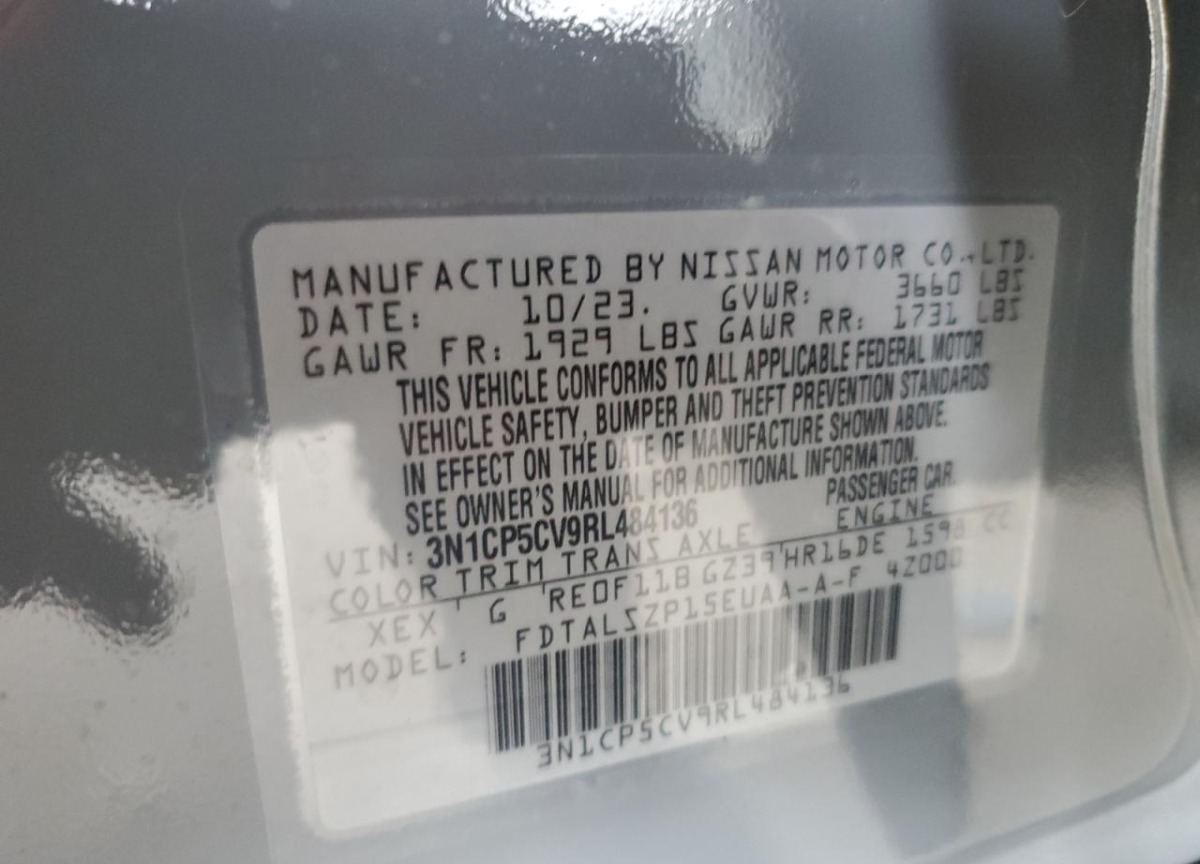 MANUFACTURED BY NISSAN MOTOR CO.,LTD.
DATE: 10/23. GVWR: 3660 LBS
GAWR FR: 1929 LBS GAWR RR: 1731 LBS
THIS VEHICLE CONFORMS TO ALL APPLICABLE FEDERAL MOTOR
VEHICLE SAFETY, BUMPER AND THEFT PREVENTION STANDARDS
IN EFFECT ON THE DATE OF MANUFACTURE SHOWN ABOVE.
SEE OWNER'S MANUAL FOR ADDITIONAL INFORMATION.
VIN: 3N1CP5CV9RL484136 PASSENGER CAR.
COLOR TRIM TRANS AXLE ENGINE
XEX G RE0F11B GZ39 HR16DE 1598 CC
MODEL: FDTALSZP15EUAA-A-F 4Z000
3N1CP5CV9RL484136